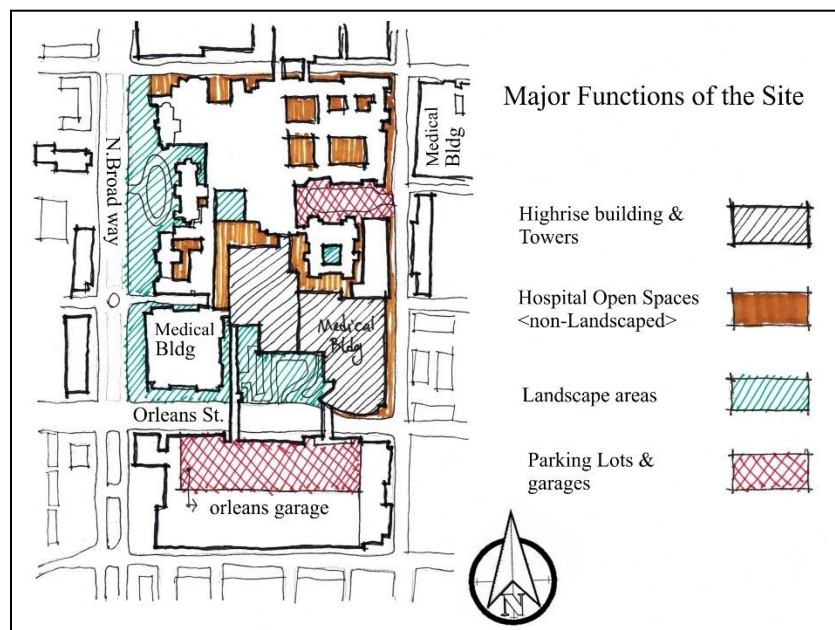 Major Functions of the Site
N.Broad way
Medical
Bldg
Highrise building &
Towers
Hospital Open Spaces
<non-Landscaped>
Medical
Bldg
Medical
Bldg
Landscape areas
Orleans St.
Parking Lots &
garages
orleans garage
N